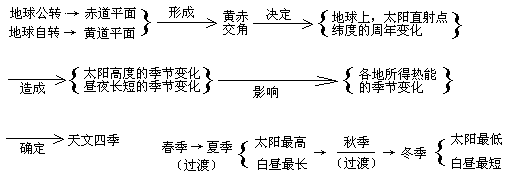 地球公转→赤道平面
地球自转→黄道平面
形成
黄赤
交角
决定
地球上，太阳直射点
纬度的周年变化
造成
太阳高度的季节变化
昼夜长短的季节变化
影响
各地所得热能
的季节变化
确定
天文四季
春季→夏季
(过渡)
太阳最高
白昼最长
→
秋季
(过渡)
→冬季
太阳最低
白昼最短